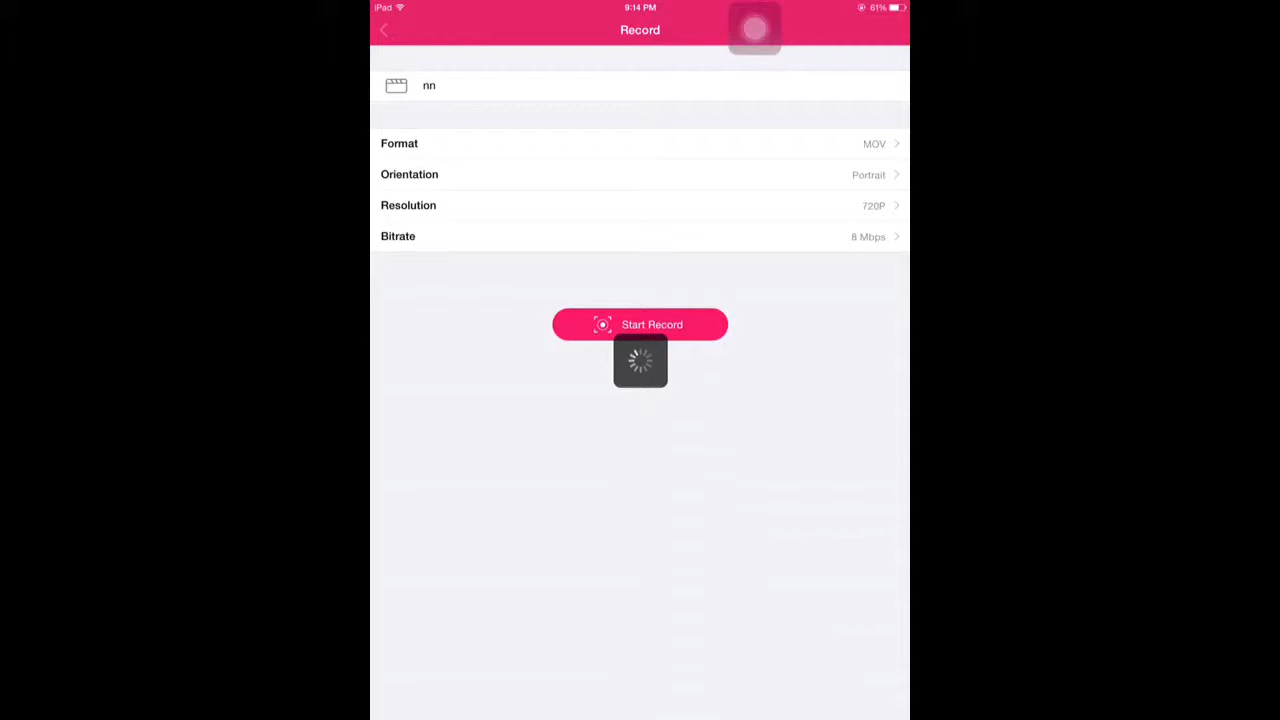 iPad 9:14 PM 61%
Record
nn
Format MOV
Orientation Portrait
Resolution 720P
Bitrate 8 Mbps
Start Record